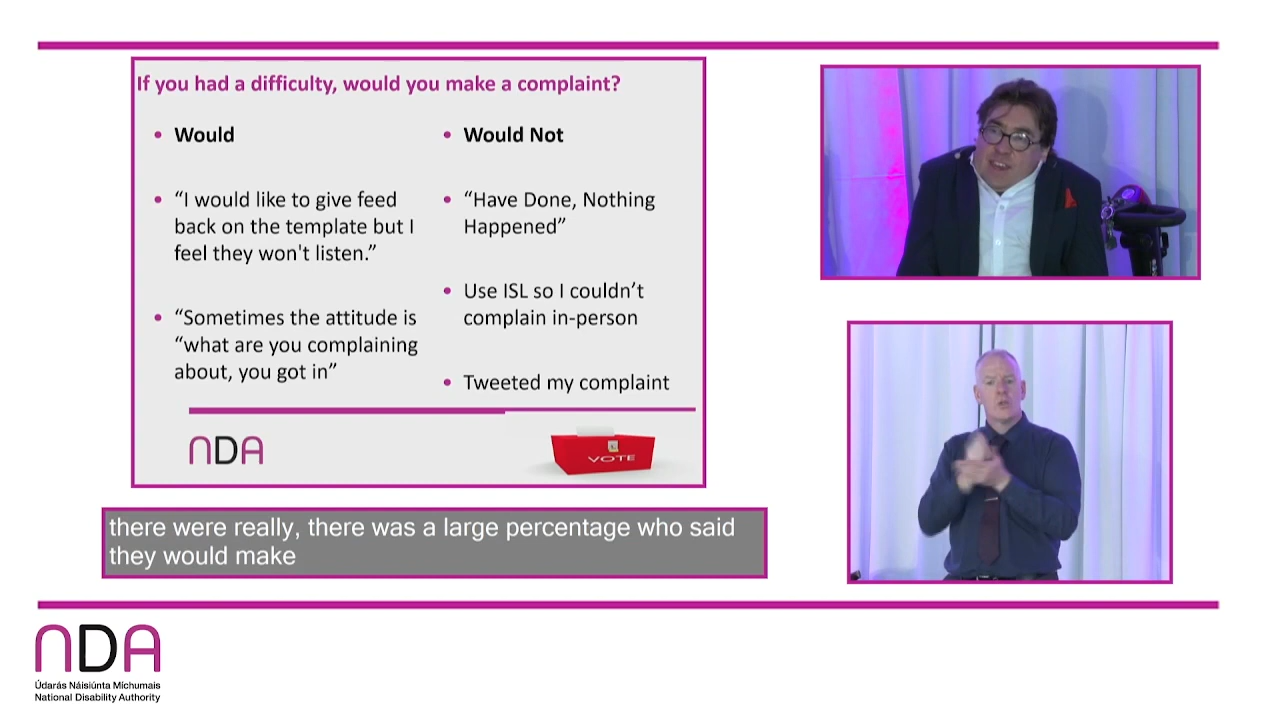 If you had a difficulty, would you make a complaint?
• Would
• “I would like to give feed
back on the template but I
feel they won't listen.”
• “Sometimes the attitude is
“what are you complaining
about, you got in”
• Would Not
• “Have Done, Nothing
Happened”
• Use ISL so I couldn’t
complain in-person
• Tweeted my complaint
NDA
VOTE
there were really, there was a large percentage who said
they would make
NDA
Údarás Náisiúnta Míchumais
National Disability Authority